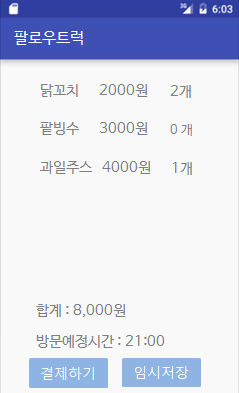 3G 6:03
팔로우트럭
닭꼬치 2000원 2개
팥빙수 3000원 0 개
과일주스 4000원 1개
합계 : 8,000원
방문예정시간 : 21:00
결제하기 임시저장